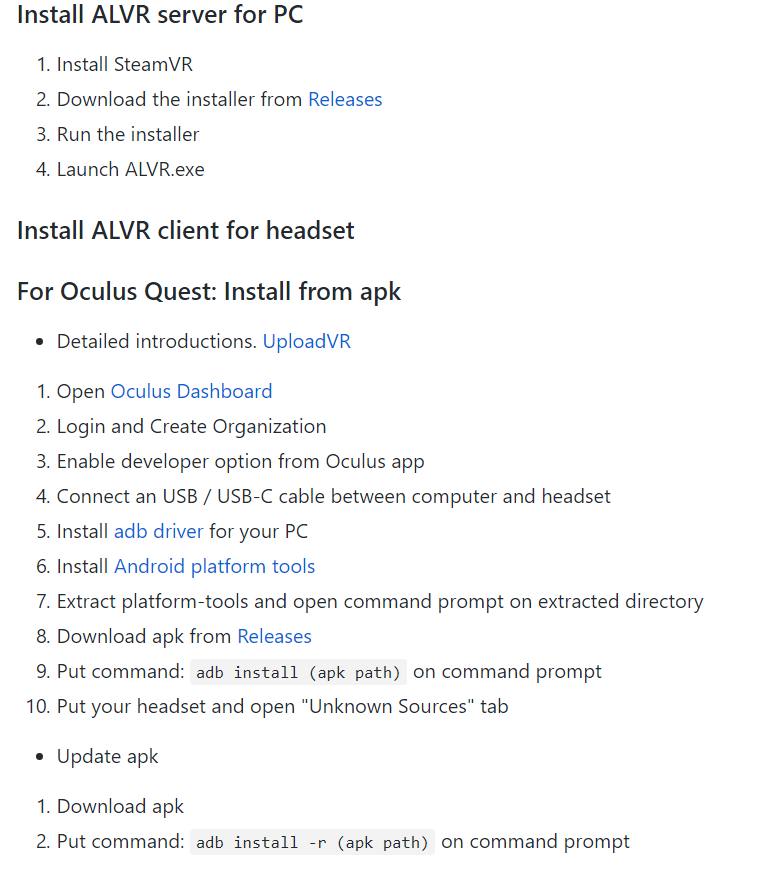 Install ALVR server for PC
1. Install SteamVR
2. Download the installer from Releases
3. Run the installer
4. Launch ALVR.exe
Install ALVR client for headset
For Oculus Quest: Install from apk
• Detailed introductions. UploadVR
1. Open Oculus Dashboard
2. Login and Create Organization
3. Enable developer option from Oculus app
4. Connect an USB / USB-C cable between computer and headset
5. Install adb driver for your PC
6. Install Android platform tools
7. Extract platform-tools and open command prompt on extracted directory
8. Download apk from Releases
9. Put command: adb install (apk path) on command prompt
10. Put your headset and open "Unknown Sources" tab
• Update apk
1. Download apk
2. Put command: adb install -r (apk path) on command prompt